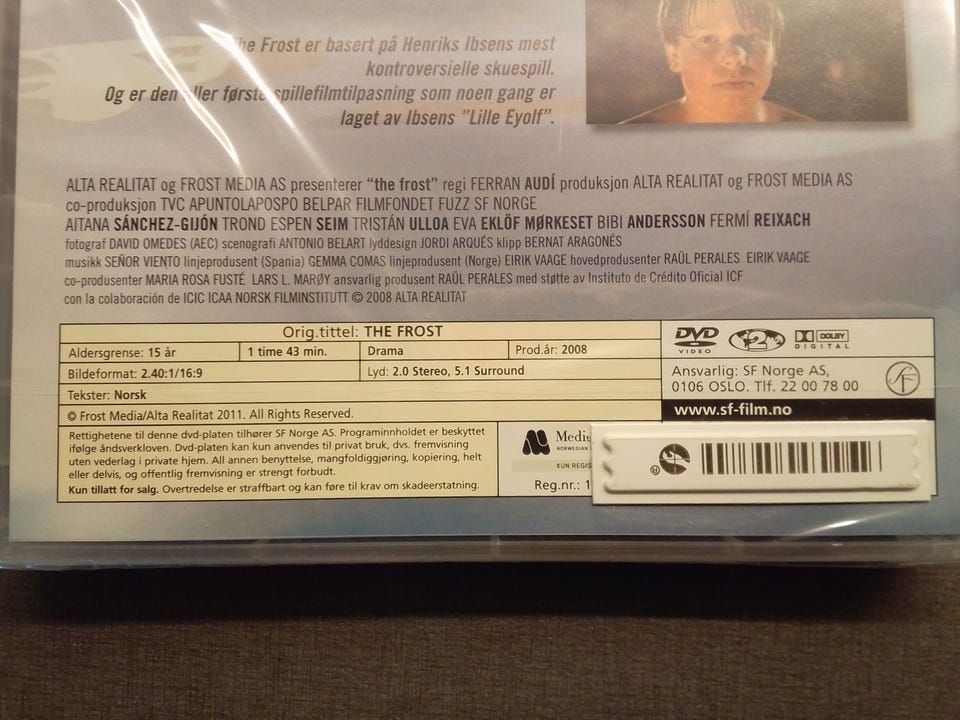 The Frost er basert på Henriks Ibsens mest
kontroversielle skuespill.
Og er den aller første spillefilmtilpasning som noen gang er
laget av Ibsens "Lille Eyolf".
ALTA REALITAT og FROST MEDIA AS presenterer "the frost" regi FERRAN AUDÍ produksjon ALTA REALITAT og FROST MEDIA AS
co-produksjon TVC APUNTOLAPOSPO BELPAR FILMFONDET FUZZ SF NORGE
AITANA SÁNCHEZ-GIJÓN TROND ESPEN SEIM TRISTÁN ULLOA EVA EKLÖF MØRKESET BIBI ANDERSSON FERMÍ REIXACH
fotograf DAVID OMEDES (AEC) scenografi ANTONIO BELART lyddesign JORDI ARQUÉS klipp BERNAT ARAGONÉS
musikk SEÑOR VIENTO linjeprodusent (Spania) GEMMA COMAS linjeprodusent (Norge) EIRIK VAAGE hovedprodusenter RAÜL PERALES EIRIK VAAGE
co-produsenter MARIA ROSA FUSTÉ LARS L. MARØY ansvarlig produsent RAÜL PERALES med støtte av Instituto de Crédito Oficial ICF
con la colaboración de ICIC ICAA NORSK FILMINSTITUTT © 2008 ALTA REALITAT
Orig.tittel: THE FROST
Aldersgrense: 15 år 1 time 43 min. Drama Prod.år: 2008
Bildeformat: 2.40:1/16:9 Lyd: 2.0 Stereo, 5.1 Surround
Tekster: Norsk
© Frost Media/Alta Realitat 2011. All Rights Reserved.
Rettighetene til denne dvd-platen tilhører SF Norge AS. Programinnholdet er beskyttet
ifølge åndsverkloven. Dvd-platen kan kun anvendes til privat bruk, dvs. fremvisning
uten vederlag i private hjem. All annen benyttelse, mangfoldiggjøring, kopiering, helt
eller delvis, og offentlig fremvisning er strengt forbudt.
Kun tillatt for salg. Overtredelse er straffbart og kan føre til krav om skadeerstatning.
DVD VIDEO 2 DOLBY DIGITAL
Ansvarlig: SF Norge AS,
0106 OSLO. Tlf. 22 00 78 00
SF
www.sf-film.no
Medie
NORWEGIAN
KUN REGIS
Reg.nr.: 1